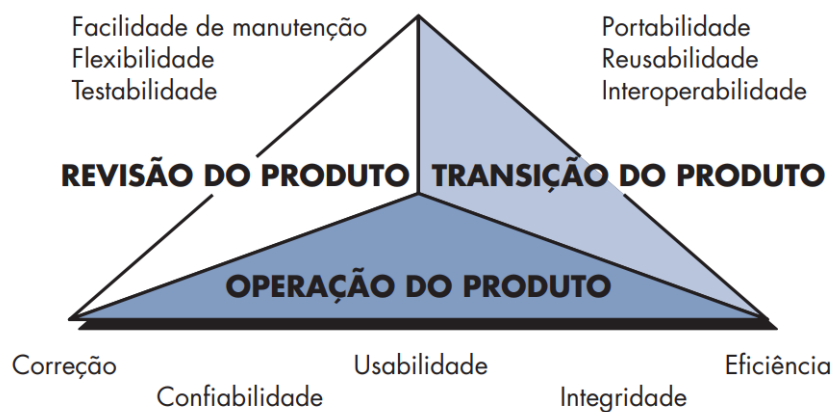 Facilidade de manutenção
Flexibilidade
Testabilidade
Portabilidade
Reusabilidade
Interoperabilidade
REVISÃO DO PRODUTO
TRANSIÇÃO DO PRODUTO
OPERAÇÃO DO PRODUTO
Correção
Usabilidade
Eficiência
Confiabilidade
Integridade